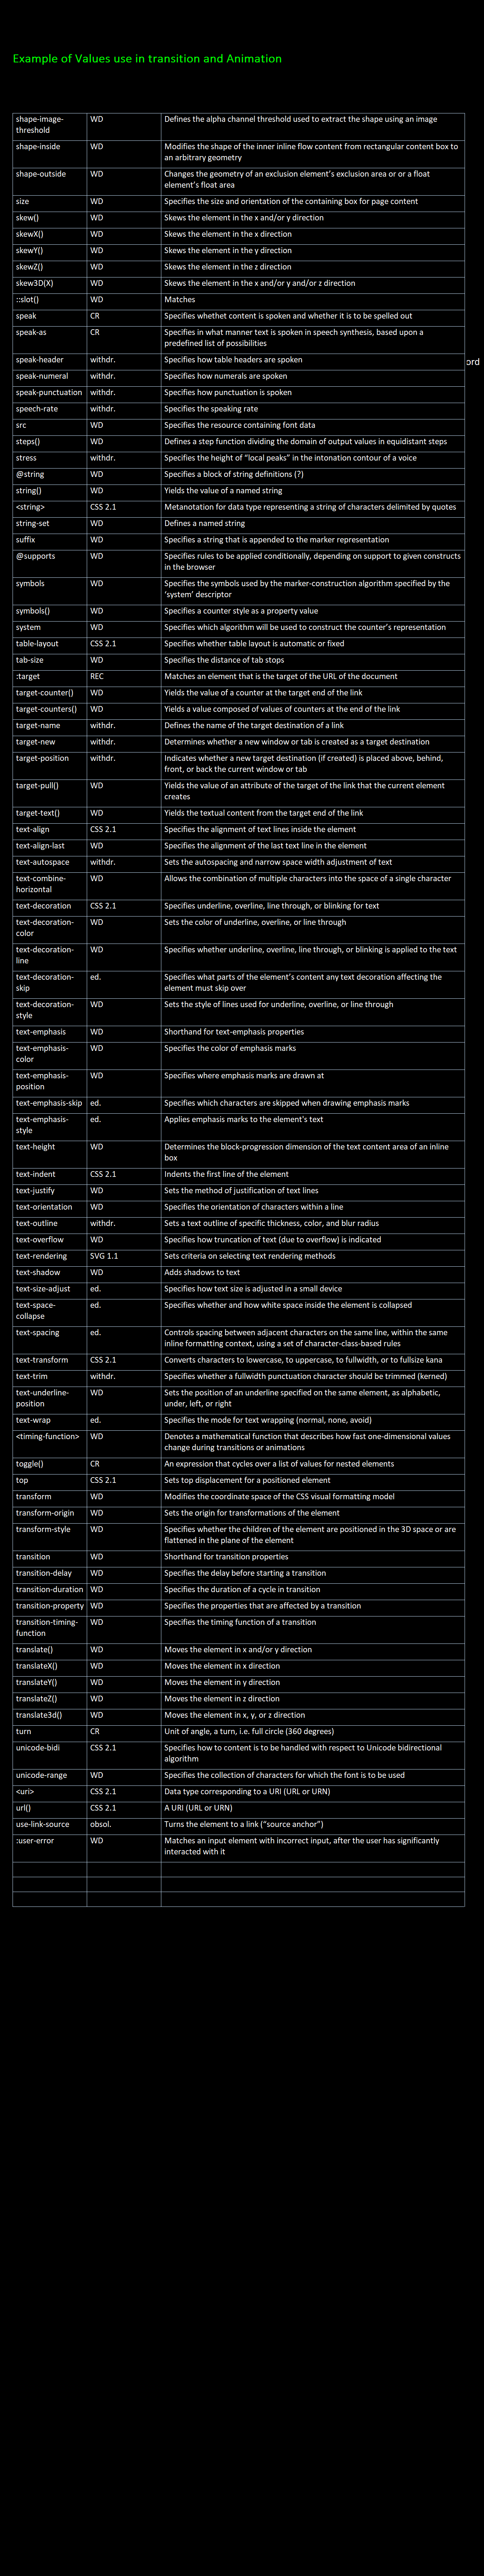 Example of Values use in transition and Animation
shape-image-threshold WD Defines the alpha channel threshold used to extract the shape using an image
shape-inside WD Modifies the shape of the inner inline flow content from rectangular content box to an arbitrary geometry
shape-outside WD Changes the geometry of an exclusion element's exclusion area or or a float element's float area
size WD Specifies the size and orientation of the containing box for page content
skew() WD Skews the element in the x and/or y direction
skewX() WD Skews the element in the x direction
skewY() WD Skews the element in the y direction
skewZ() WD Skews the element in the z direction
skew3D(X) WD Skews the element in the x and/or y and/or z direction
::slot() WD Matches
speak CR Specifies whethet content is spoken and whether it is to be spelled out
speak-as CR Specifies in what manner text is spoken in speech synthesis, based upon a predefined list of possibilities
speak-header withdr. Specifies how table headers are spoken
ord
speak-numeral withdr. Specifies how numerals are spoken
speak-punctuation withdr. Specifies how punctuation is spoken
speech-rate withdr. Specifies the speaking rate
src WD Specifies the resource containing font data
steps() WD Defines a step function dividing the domain of output values in equidistant steps
stress withdr. Specifies the height of "local peaks" in the intonation contour of a voice
@string WD Specifies a block of string definitions (?)
string() WD Yields the value of a named string
<string> CSS 2.1 Metanotation for data type representing a string of characters delimited by quotes
string-set WD Defines a named string
suffix WD Specifies a string that is appended to the marker representation
@supports WD Specifies rules to be applied conditionally, depending on support to given constructs in the browser
symbols WD Specifies the symbols used by the marker-construction algorithm specified by the 'system' descriptor
symbols() WD Specifies a counter style as a property value
system WD Specifies which algorithm will be used to construct the counter's representation
table-layout CSS 2.1 Specifies whether table layout is automatic or fixed
tab-size WD Specifies the distance of tab stops
:target REC Matches an element that is the target of the URL of the document
target-counter() WD Yields the value of a counter at the target end of the link
target-counters() WD Yields a value composed of values of counters at the end of the link
target-name withdr. Defines the name of the target destination of a link
target-new withdr. Determines whether a new window or tab is created as a target destination
target-position withdr. Indicates whether a new target destination (if created) is placed above, behind, front, or back the current window or tab
target-pull() WD Yields the value of an attribute of the target of the link that the current element creates
target-text() WD Yields the textual content from the target end of the link
text-align CSS 2.1 Specifies the alignment of text lines inside the element
text-align-last WD Specifies the alignment of the last text line in the element
text-autospace withdr. Sets the autospacing and narrow space width adjustment of text
text-combine-horizontal WD Allows the combination of multiple characters into the space of a single character
text-decoration CSS 2.1 Specifies underline, overline, line through, or blinking for text
text-decoration-color WD Sets the color of underline, overline, or line through
text-decoration-line WD Specifies whether underline, overline, line through, or blinking is applied to the text
text-decoration-skip ed. Specifies what parts of the element's content any text decoration affecting the element must skip over
text-decoration-style WD Sets the style of lines used for underline, overline, or line through
text-emphasis WD Shorthand for text-emphasis properties
text-emphasis-color WD Specifies the color of emphasis marks
text-emphasis-position WD Specifies where emphasis marks are drawn at
text-emphasis-skip ed. Specifies which characters are skipped when drawing emphasis marks
text-emphasis-style ed. Applies emphasis marks to the element's text
text-height WD Determines the block-progression dimension of the text content area of an inline box
text-indent CSS 2.1 Indents the first line of the element
text-justify WD Sets the method of justification of text lines
text-orientation WD Specifies the orientation of characters within a line
text-outline withdr. Sets a text outline of specific thickness, color, and blur radius
text-overflow WD Specifies how truncation of text (due to overflow) is indicated
text-rendering SVG 1.1 Sets criteria on selecting text rendering methods
text-shadow WD Adds shadows to text
text-size-adjust ed. Specifies how text size is adjusted in a small device
text-space-collapse ed. Specifies whether and how white space inside the element is collapsed
text-spacing ed. Controls spacing between adjacent characters on the same line, within the same inline formatting context, using a set of character-class-based rules
text-transform CSS 2.1 Converts characters to lowercase, to uppercase, to fullwidth, or to fullsize kana
text-trim withdr. Specifies whether a fullwidth punctuation character should be trimmed (kerned)
text-underline-position WD Sets the position of an underline specified on the same element, as alphabetic, under, left, or right
text-wrap ed. Specifies the mode for text wrapping (normal, none, avoid)
<timing-function> WD Denotes a mathematical function that describes how fast one-dimensional values change during transitions or animations
toggle() CR An expression that cycles over a list of values for nested elements
top CSS 2.1 Sets top displacement for a positioned element
transform WD Modifies the coordinate space of the CSS visual formatting model
transform-origin WD Sets the origin for transformations of the element
transform-style WD Specifies whether the children of the element are positioned in the 3D space or are flattened in the plane of the element
transition WD Shorthand for transition properties
transition-delay WD Specifies the delay before starting a transition
transition-duration WD Specifies the duration of a cycle in transition
transition-property WD Specifies the properties that are affected by a transition
transition-timing-function WD Specifies the timing function of a transition
translate() WD Moves the element in x and/or y direction
translateX() WD Moves the element in x direction
translateY() WD Moves the element in y direction
translateZ() WD Moves the element in z direction
translate3d() WD Moves the element in x, y, or z direction
turn CR Unit of angle, a turn, i.e. full circle (360 degrees)
unicode-bidi CSS 2.1 Specifies how to content is to be handled with respect to Unicode bidirectional algorithm
unicode-range WD Specifies the collection of characters for which the font is to be used
<uri> CSS 2.1 Data type corresponding to a URI (URL or URN)
url() CSS 2.1 A URI (URL or URN)
use-link-source obsol. Turns the element to a link ("source anchor")
:user-error WD Matches an input element with incorrect input, after the user has significantly interacted with it